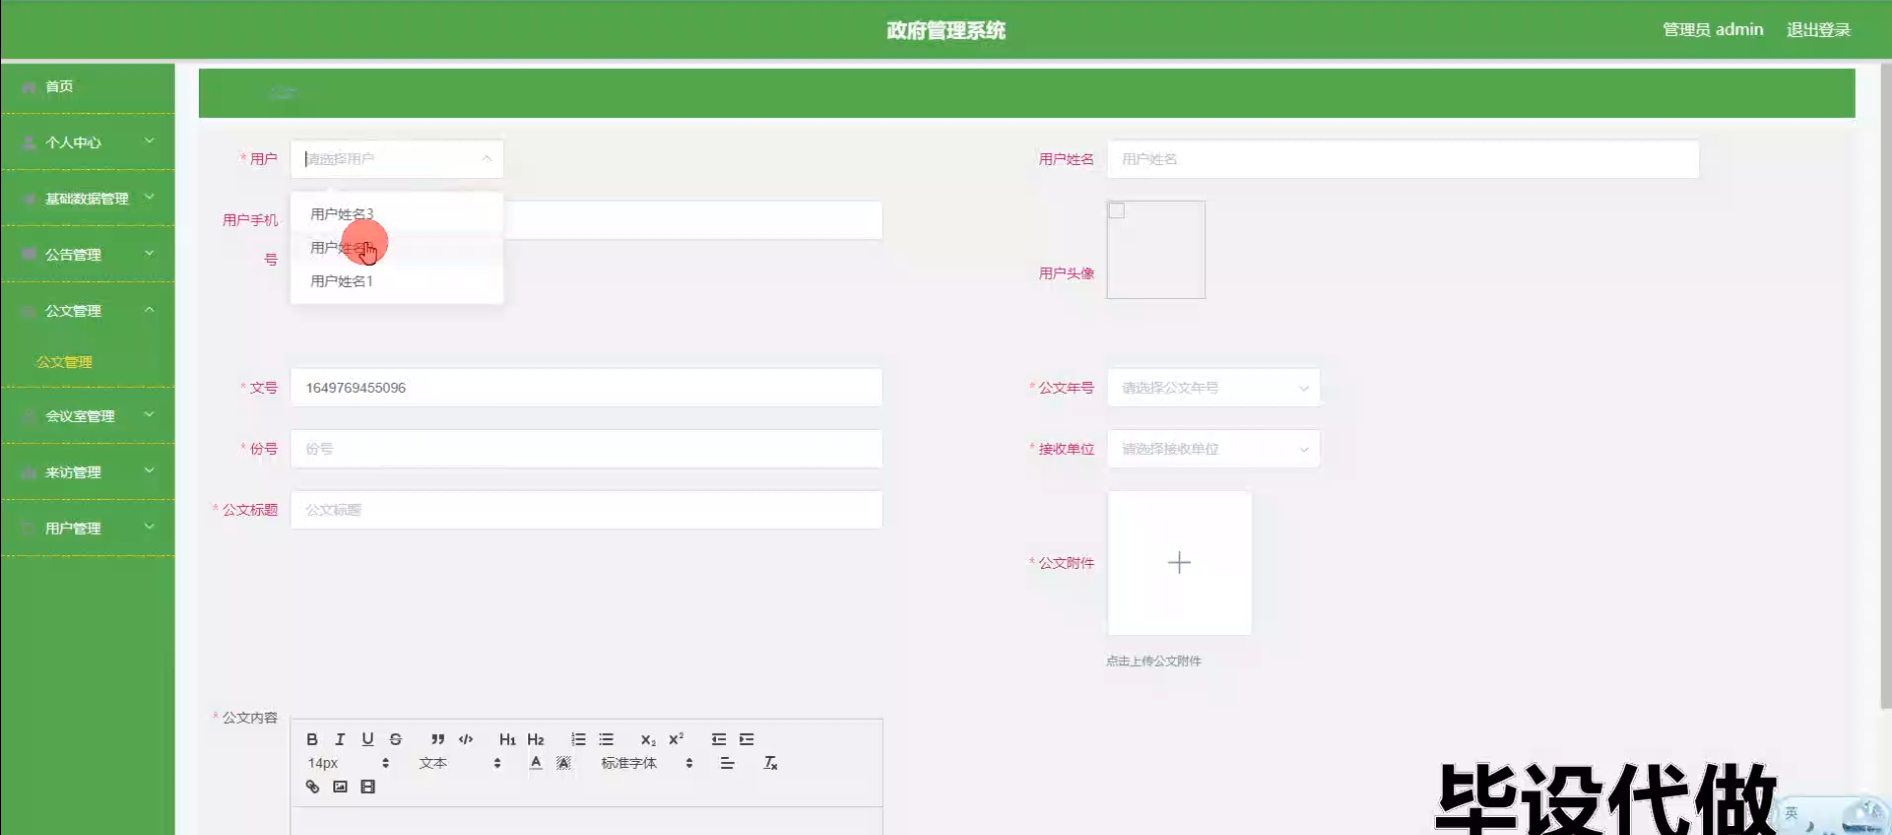 政府管理系统
管理员 admin 退出登录
首页
个人中心
基础数据管理
公告管理
公文管理
公文管理
会议室管理
来访管理
用户管理
* 用户 请选择用户
用户姓名 用户姓名
用户姓名3
用户姓名
用户姓名1
用户手机
号
用户头像
* 文号 1649769455096
* 公文年号 请选择公文年号
* 份号 份号
* 接收单位 请选择接收单位
* 公文标题 公文标题
* 公文附件
点击上传公文附件
* 公文内容
B I U S H1 H2 X2 X2
14px 文本 A A 标准字体 Tx
毕设代做
英